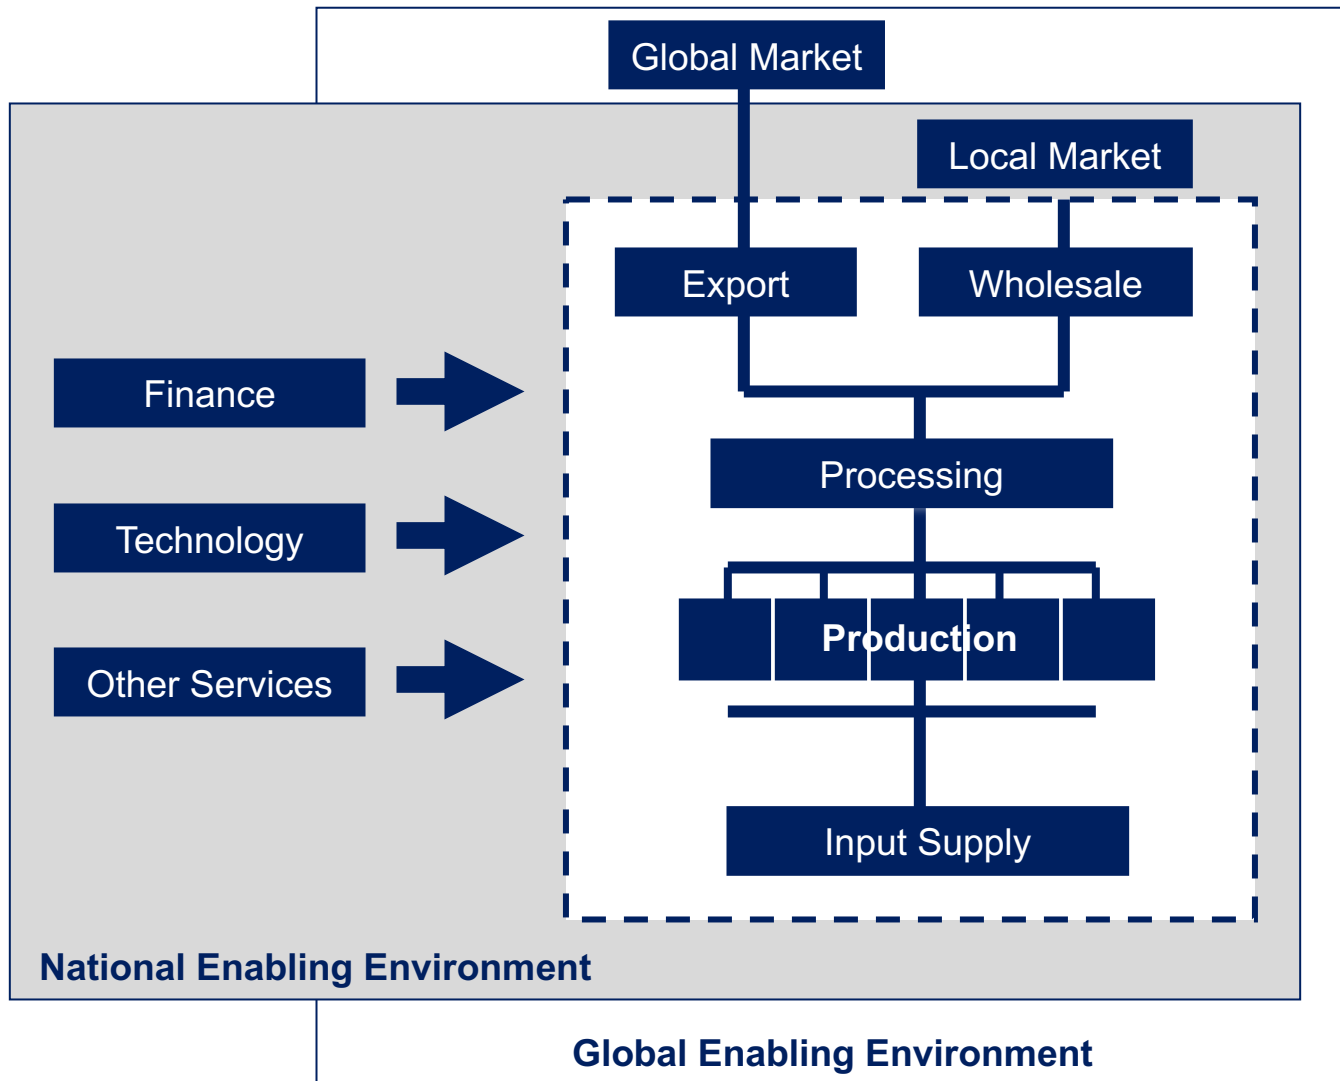 Global Market
Local Market
Export
Wholesale
Finance
Processing
Technology
Production
Other Services
Input Supply
National Enabling Environment
Global Enabling Environment